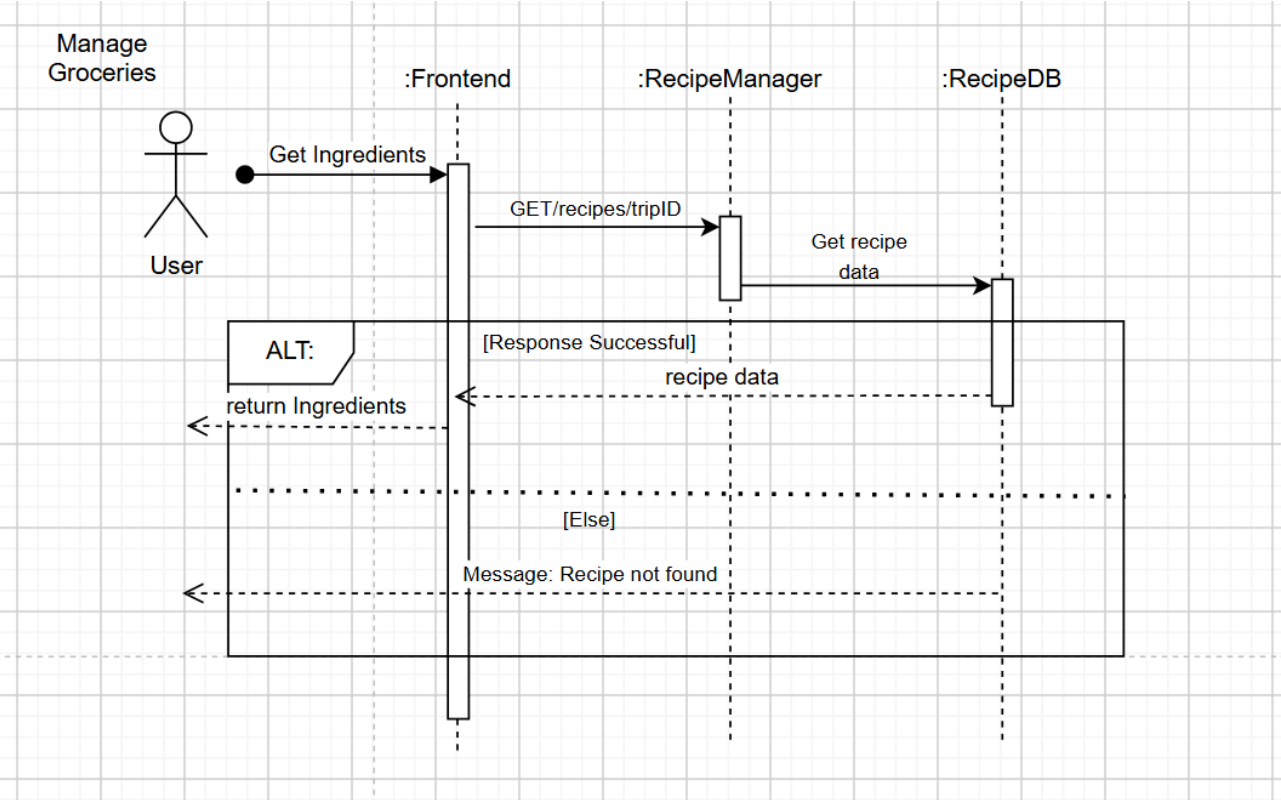 Manage
Groceries
:Frontend
:RecipeManager
:RecipeDB
Get Ingredients
GET/recipes/tripID
Get recipe
data
User
ALT:
[Response Successful]
recipe data
return Ingredients
[Else]
Message: Recipe not found